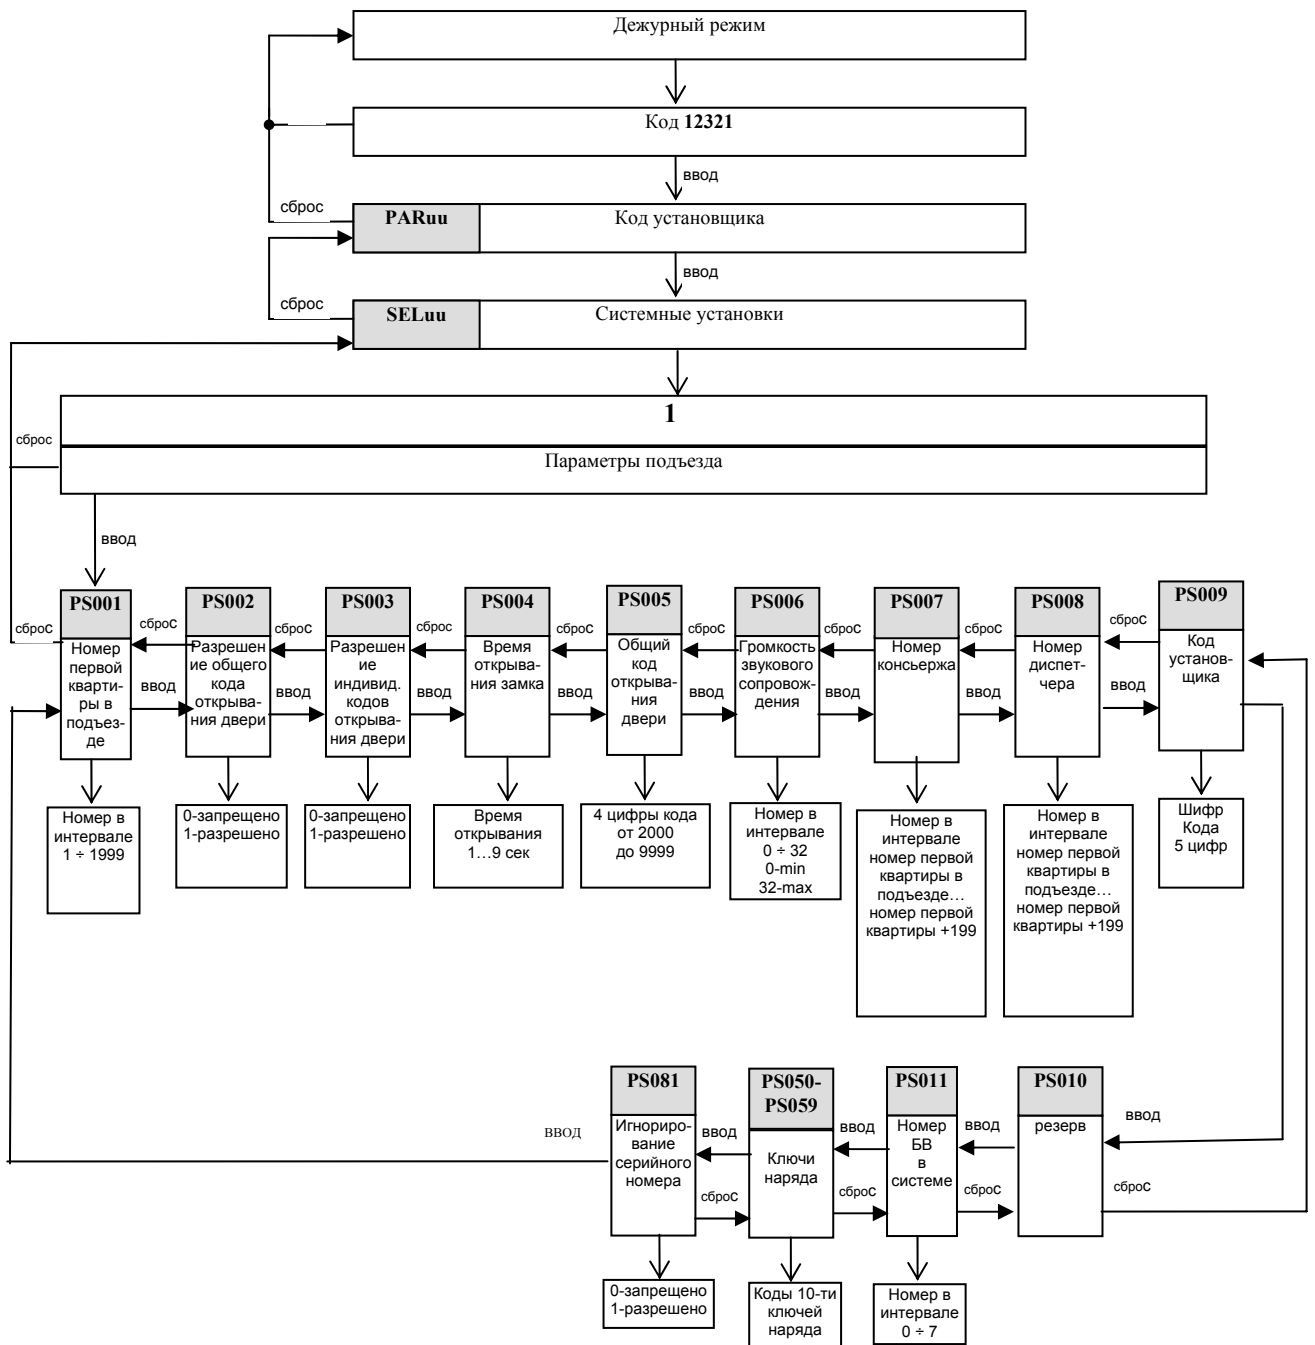 Дежурный режим
Код 12321
ввод
сброс
PARuu
Код установщика
ввод
сброс
SELuu
Системные установки
1
сброс
Параметры подъезда
ввод
PS001
PS002
PS003
PS004
PS005
PS006
PS007
PS008
PS009
сброс
сброс
сброс
сброс
сброс
сброс
сброс
сброс
сброс
Номер
первой
кварти-
ры в
подъез-
де
Разрешен
ие общего
кода
открыва-
ния двери
Разрешен
ие
индивид.
кодов
открыва-
ния двери
Время
открыва-
ния замка
Общий
код
открыва-
ния
двери
Громкость
звукового
сопровож-
дения
Номер
консьержа
Номер
диспет-
чера
Код
установ-
щика
ввод
ввод
ввод
ввод
ввод
ввод
ввод
ввод
Номер в
интервале
1 ÷ 1999
0-запрещено
1-разрешено
0-запрещено
1-разрешено
Время
открывания
1...9 сек
4 цифры кода
от 2000
до 9999
Номер в
интервале
0 ÷ 32
0-min
32-max
Номер в
интервале
номер первой
квартиры в
подъезде...
номер первой
квартиры +199
Номер в
интервале
номер первой
квартиры в
подъезде...
номер первой
квартиры +199
Шифр
Кода
5 цифр
PS081
PS050-
PS059
PS011
PS010
ввод
Игнориро-
вание
серийного
номера
ввод
Ключи
наряда
ввод
Номер
БВ
в
системе
ввод
резерв
ввод
сброс
сброс
сброс
сброс
0-запрещено
1-разрешено
Коды 10-ти
ключей
наряда
Номер в
интервале
0 ÷ 7